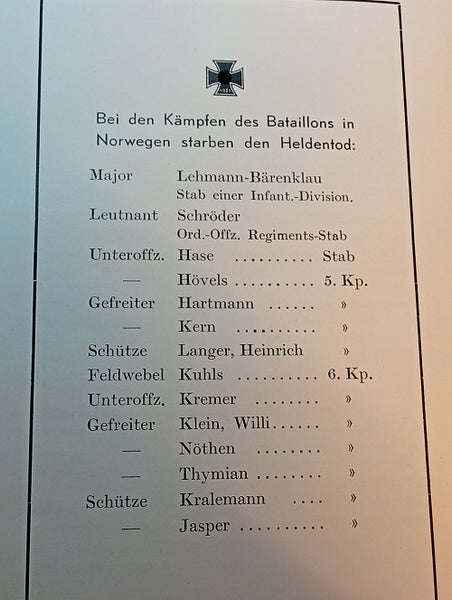 Bei den Kämpfen des Bataillons in
Norwegen starben den Heldentod:
Major Lehmann-Bärenklau
Stab einer Infant.-Division.
Leutnant Schröder
Ord.-Offz. Regiments-Stab
Unteroffz. Hase .......... Stab
— Hövels .......... 5. Kp.
Gefreiter Hartmann ...... »
— Kern .......... »
Schütze Langer, Heinrich »
Feldwebel Kuhls .......... 6. Kp.
Unteroffz. Kremer ........ »
Gefreiter Klein, Willi...... »
— Nöthen ........ »
— Thymian ........ »
Schütze Kralemann .... »
— Jasper .......... »